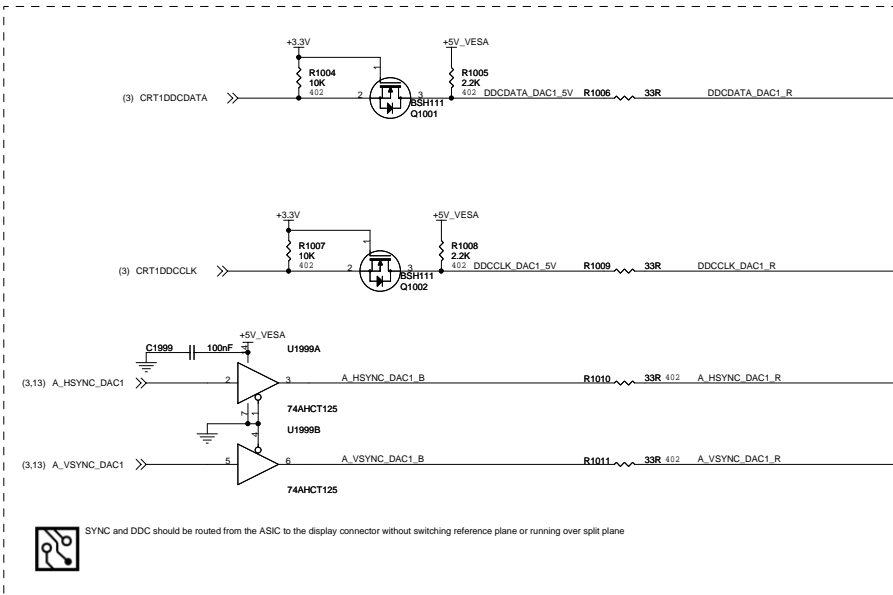 +3.3V
+5V_VESA
R1004
10K
402
1
R1005
2.2K
402
(3) CRT1DDCDATA
2
3
DDCDATA_DAC1_5V
R1006
33R
DDCDATA_DAC1_R
BSH111
Q1001
+3.3V
+5V_VESA
R1007
10K
402
1
R1008
2.2K
402
(3) CRT1DDCCLK
2
3
DDCCLK_DAC1_5V
R1009
33R
DDCCLK_DAC1_R
BSH111
Q1002
+5V_VESA
C1999
100nF
U1999A
(3,13) A_HSYNC_DAC1
2
3
A_HSYNC_DAC1_B
R1010
33R 402
A_HSYNC_DAC1_R
7
1
74AHCT125
4
U1999B
(3,13) A_VSYNC_DAC1
5
6
A_VSYNC_DAC1_B
R1011
33R 402
A_VSYNC_DAC1_R
74AHCT125
SYNC and DDC should be routed from the ASIC to the display connector without switching reference plane or running over split plane